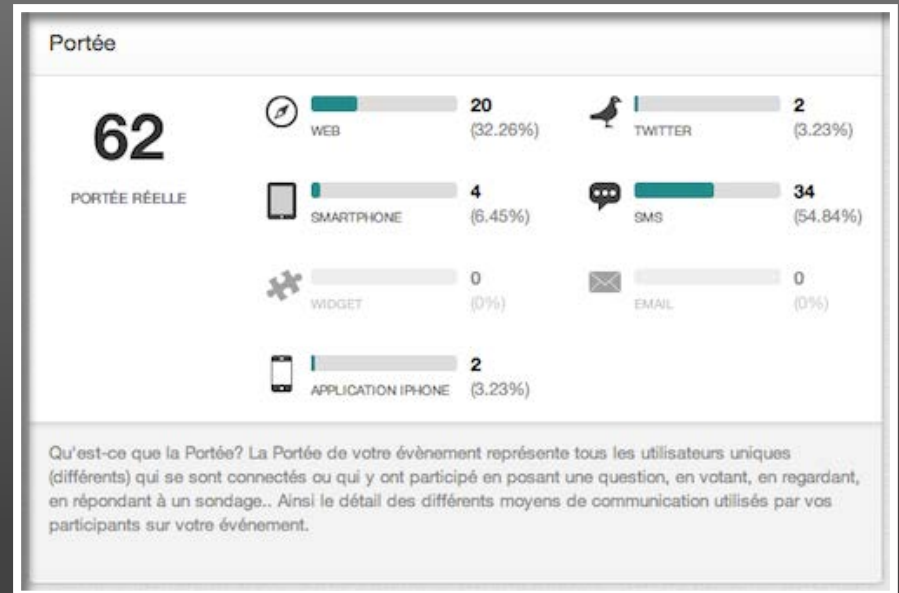 Portée
62
PORTÉE RÉELLE
20
WEB
(32.26%)
2
TWITTER
(3.23%)
4
SMARTPHONE
(6.45%)
34
SMS
(54.84%)
0
WIDGET
(0%)
0
EMAIL
(0%)
2
APPLICATION IPHONE
(3.23%)
Qu'est-ce que la Portée? La Portée de votre évènement représente tous les utilisateurs uniques
(différents) qui se sont connectés ou qui y ont participé en posant une question, en votant, en regardant,
en répondant à un sondage.. Ainsi le détail des différents moyens de communication utilisés par vos
participants sur votre événement.